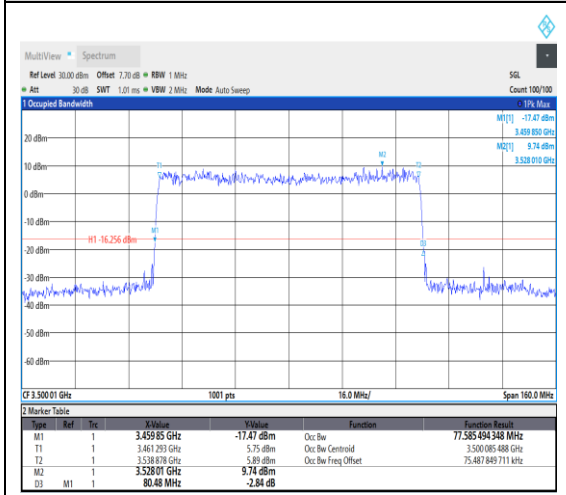 MultiView Spectrum
Ref Level 30.00 dBm Offset 7.70 dB RBW 1 MHz SGL
Att 30 dB SWT 1.01 ms VBW 2 MHz Mode Auto Sweep Count 100/100
1 Occupied Bandwidth 1Pk Max
M1[1] -17.47 dBm
3.459 850 GHz
M2[1] 9.74 dBm
3.528 010 GHz
20 dBm
T1 M2 T2
10 dBm
0 dBm
-10 dBm
M1
H1 -16.256 dBm
D3
-20 dBm
-30 dBm
-40 dBm
-50 dBm
-60 dBm
CF 3.500 01 GHz 1001 pts 16.0 MHz/ Span 160.0 MHz
2 Marker Table
Type Ref Trc X-Value Y-Value Function Function Result
M1 1 3.459 85 GHz -17.47 dBm Occ Bw 77.585 494 348 MHz
T1 1 3.461 293 GHz 5.75 dBm Occ Bw Centroid 3.500 085 488 GHz
T2 1 3.538 878 GHz 5.89 dBm Occ Bw Freq Offset 75.487 849 711 kHz
M2 1 3.528 01 GHz 9.74 dBm
D3 M1 1 80.48 MHz -2.84 dB